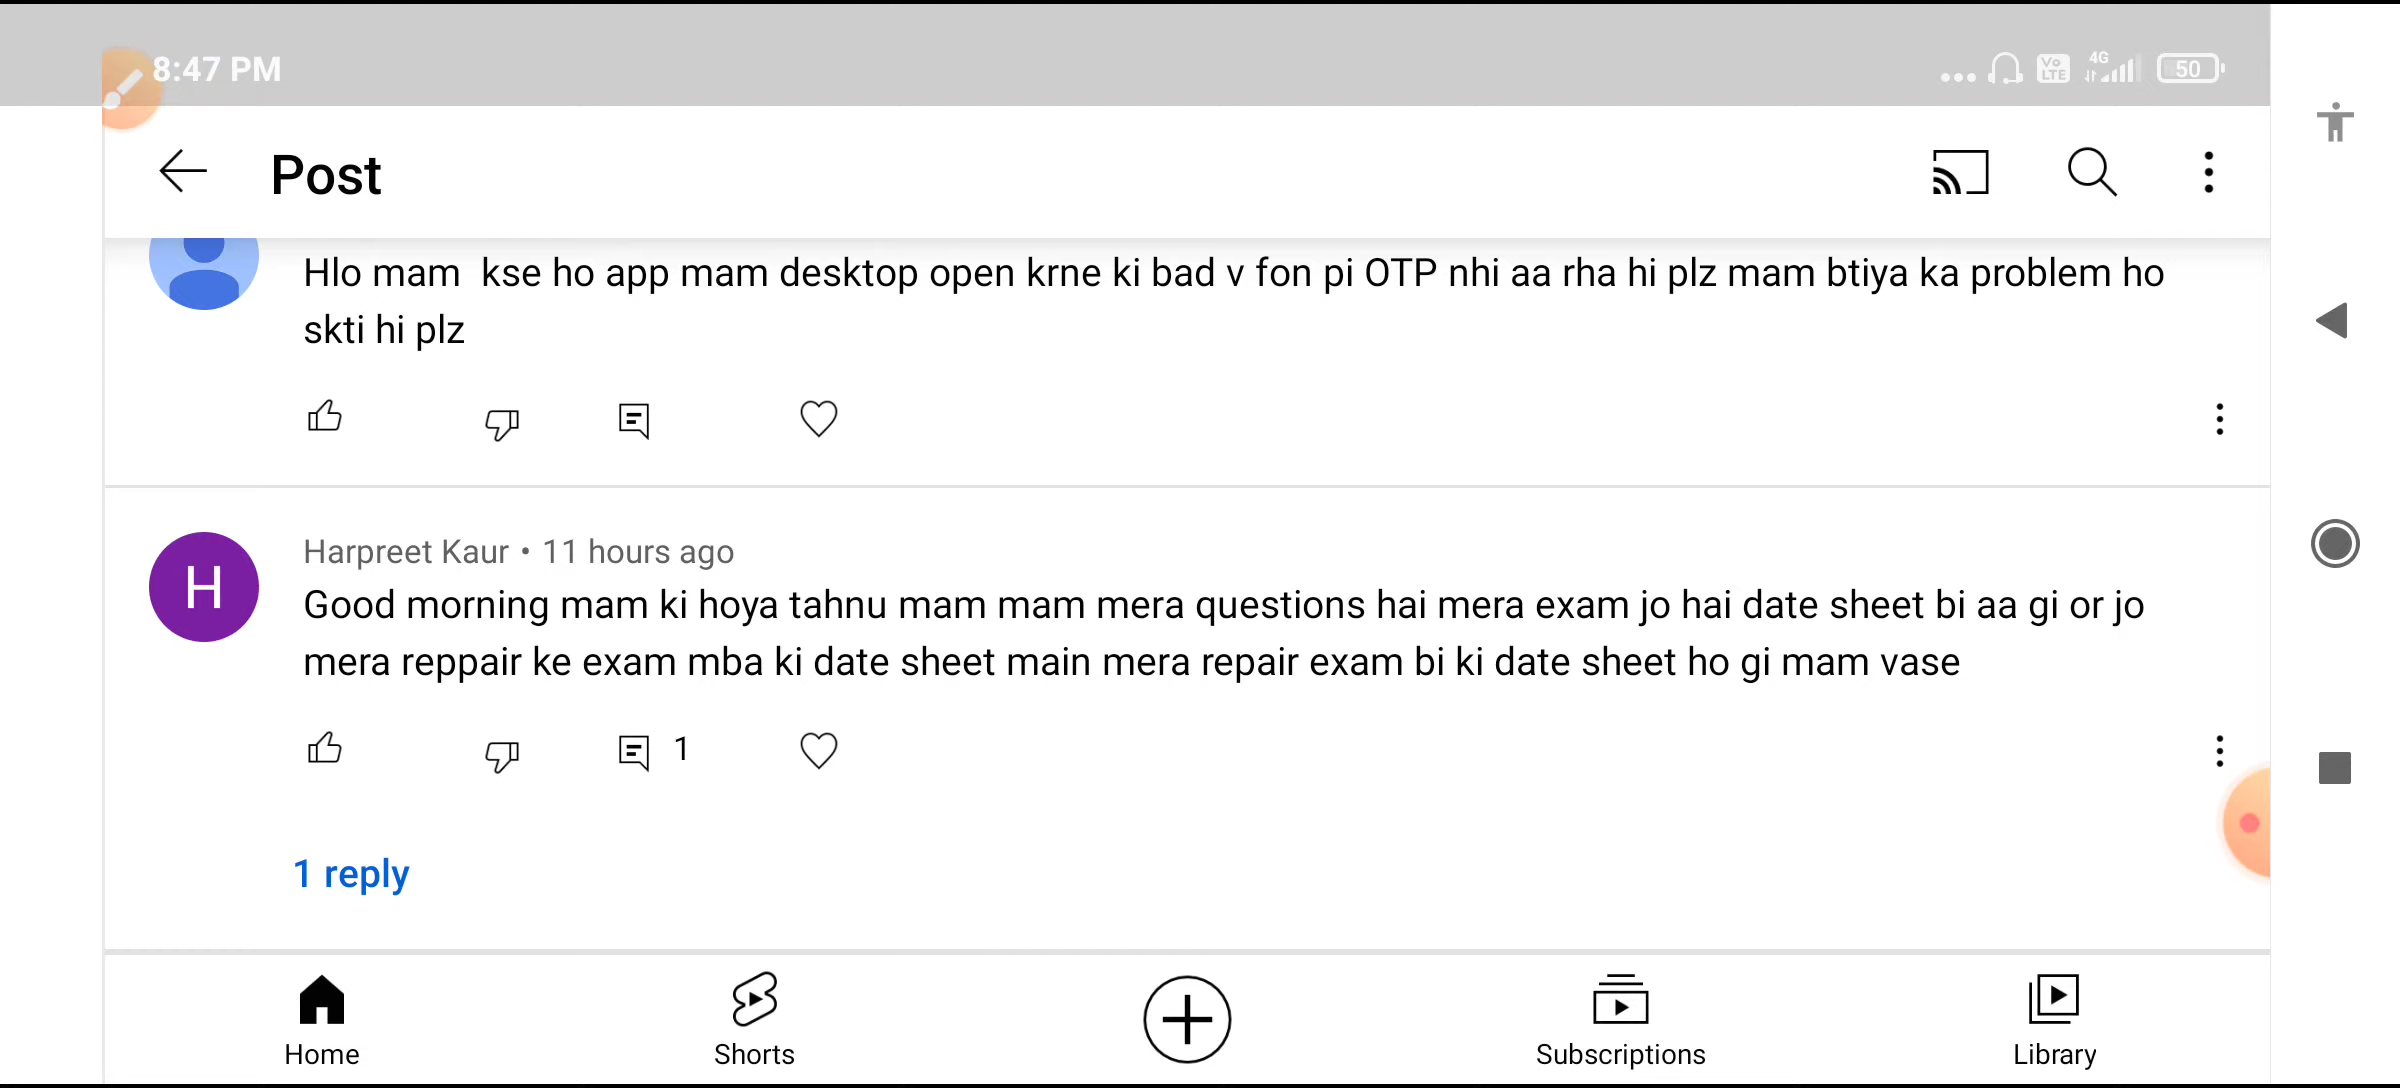 8:47 PM
Vo LTE 4G 50
Post
Hlo mam kse ho app mam desktop open krne ki bad v fon pi OTP nhi aa rha hi plz mam btiya ka problem ho
skti hi plz
H
Harpreet Kaur • 11 hours ago
Good morning mam ki hoya tahnu mam mam mera questions hai mera exam jo hai date sheet bi aa gi or jo
mera reppair ke exam mba ki date sheet main mera repair exam bi ki date sheet ho gi mam vase
1
1 reply
Home Shorts Subscriptions Library